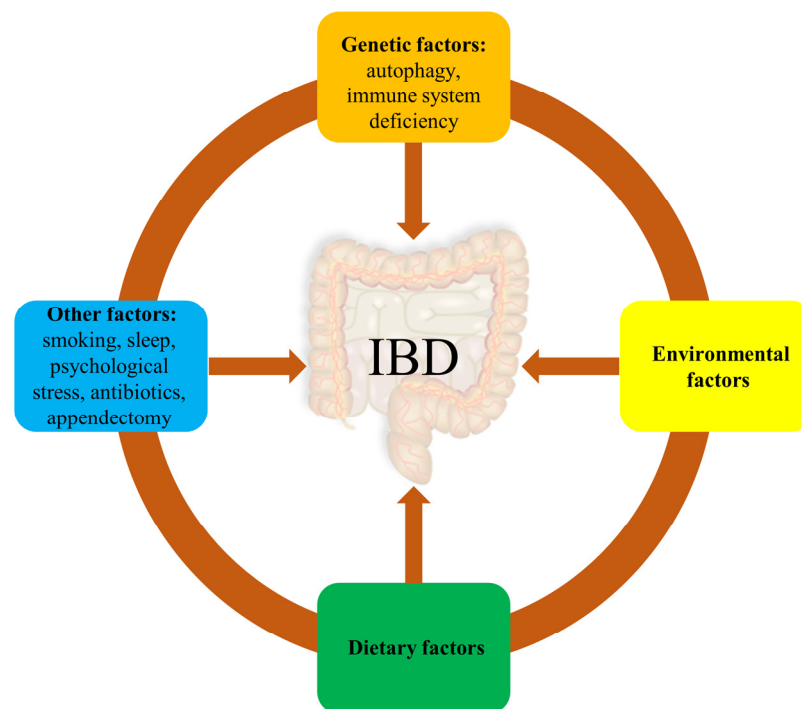 Genetic factors:
autophagy,
immune system
deficiency
Other factors:
smoking, sleep,
psychological
stress, antibiotics,
appendectomy
IBD
Environmental
factors
Dietary factors